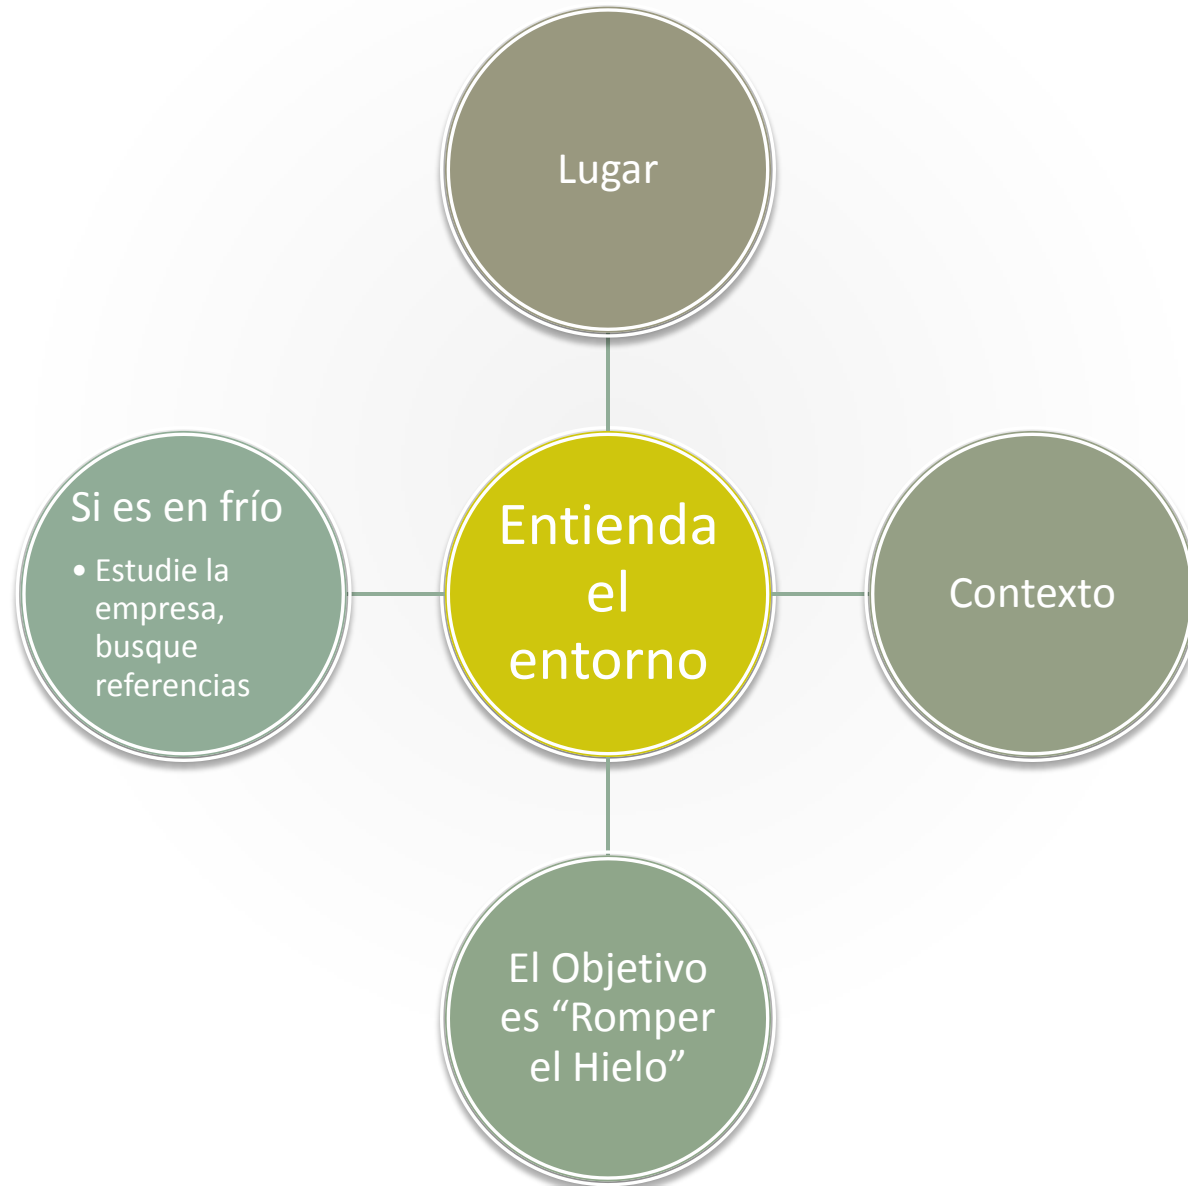 Lugar
Si es en frío
• Estudie la
empresa,
busque
referencias
Entienda
el
entorno
Contexto
El Objetivo
es “Romper
el Hielo”